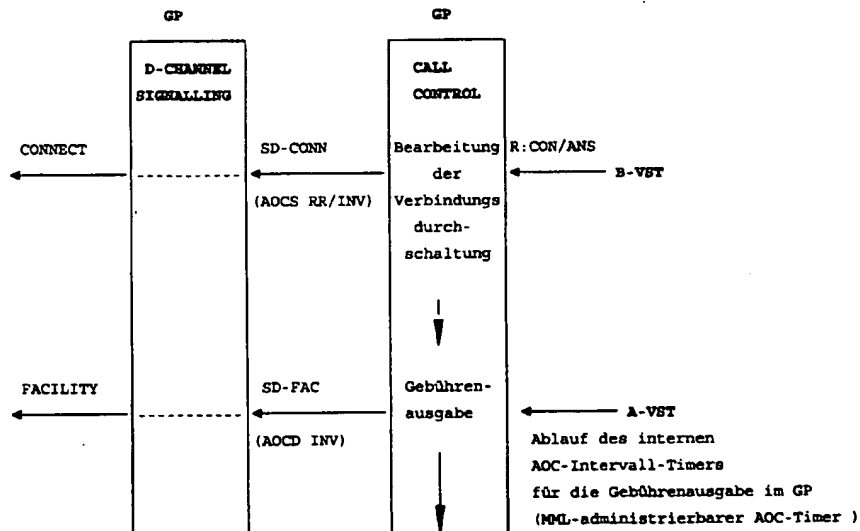 GP GP
D-CHANNEL
SIGNALLING
CALL
CONTROL
CONNECT
SD-CONN
(AOCS RR/INV)
Bearbeitung
der
Verbindungs
durch-
schaltung
R:CON/ANS
B-VST
FACILITY
SD-FAC
(AOCD INV)
Gebühren-
ausgabe
A-VST
Ablauf des internen
AOC-Intervall-Timers
für die Gebührenausgabe im GP
(MML-administrierbarer AOC-Timer )